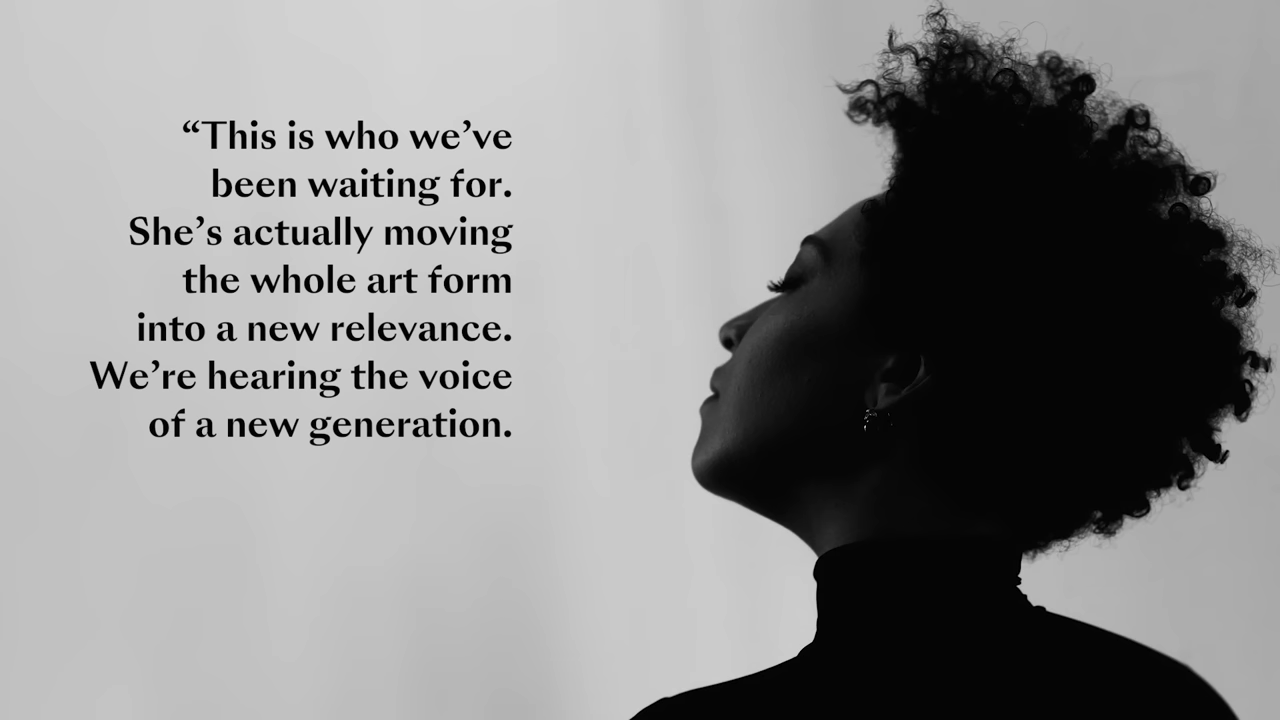 “This is who we’ve
been waiting for.
She’s actually moving
the whole art form
into a new relevance.
We’re hearing the voice
of a new generation.